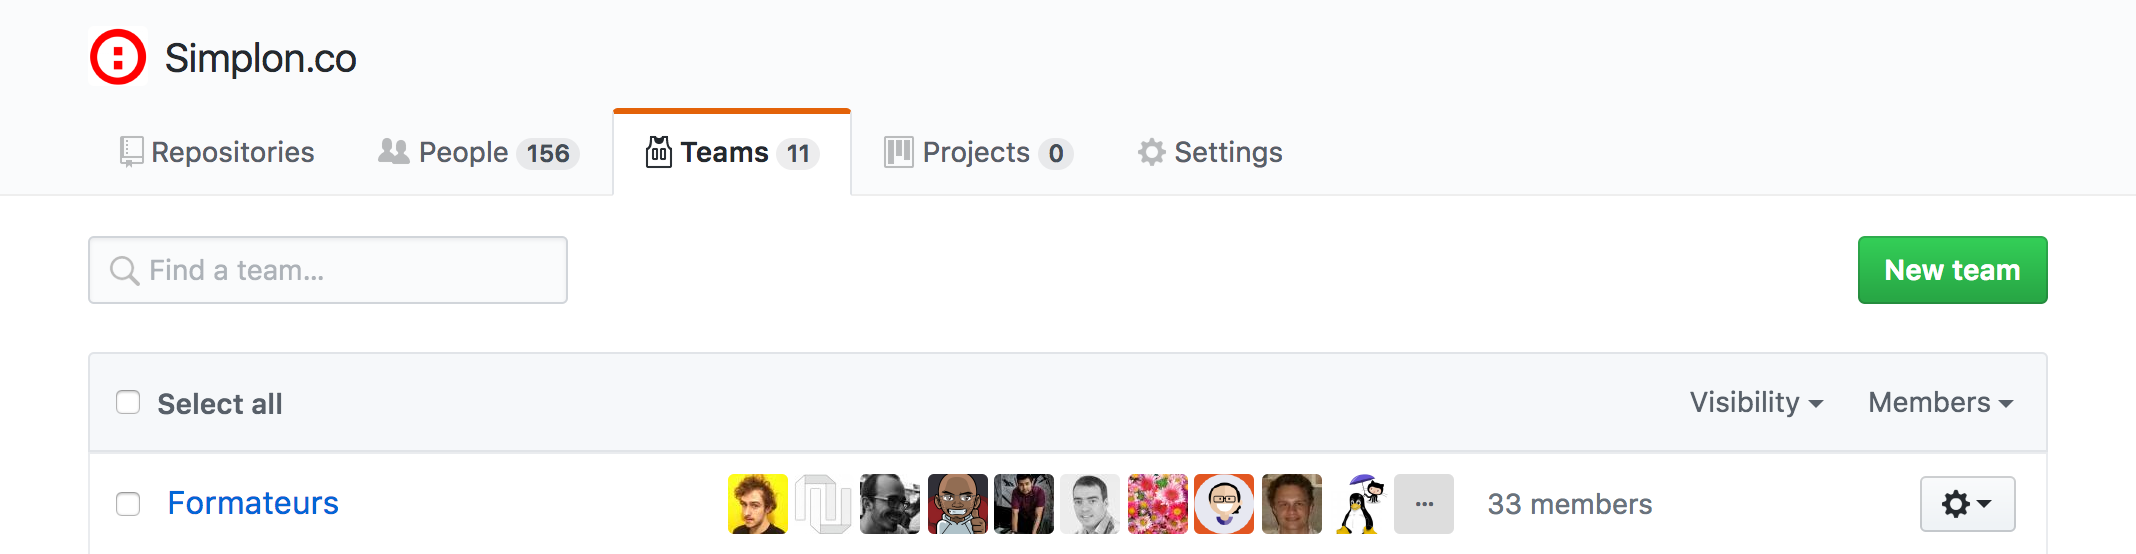 Simplon.co
Repositories People 156 Teams 11 Projects 0 Settings
Find a team... New team
Select all Visibility Members
Formateurs ... 33 members